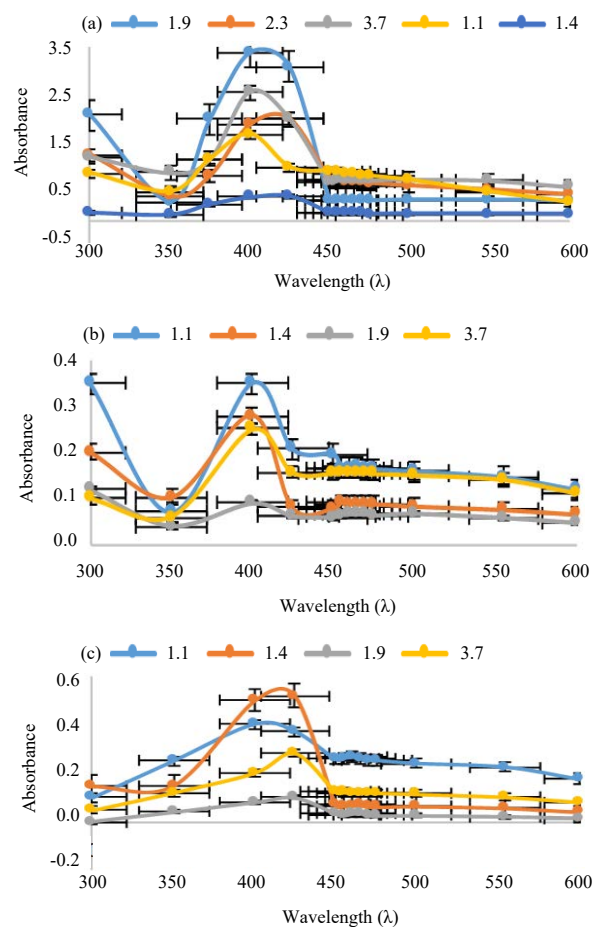 (a) 1.9 2.3 3.7 1.1 1.4
3.5
2.5
1.5
0.5
-0.5
Absorbance
300 350 400 450 500 550 600
Wavelength (λ)
(b) 1.1 1.4 1.9 3.7
0.4
0.3
0.2
0.1
0.0
Absorbance
300 350 400 450 500 550 600
Wavelength (λ)
(c) 1.1 1.4 1.9 3.7
0.6
0.4
0.2
0.0
-0.2
Absorbance
300 350 400 450 500 550 600
Wavelength (λ)